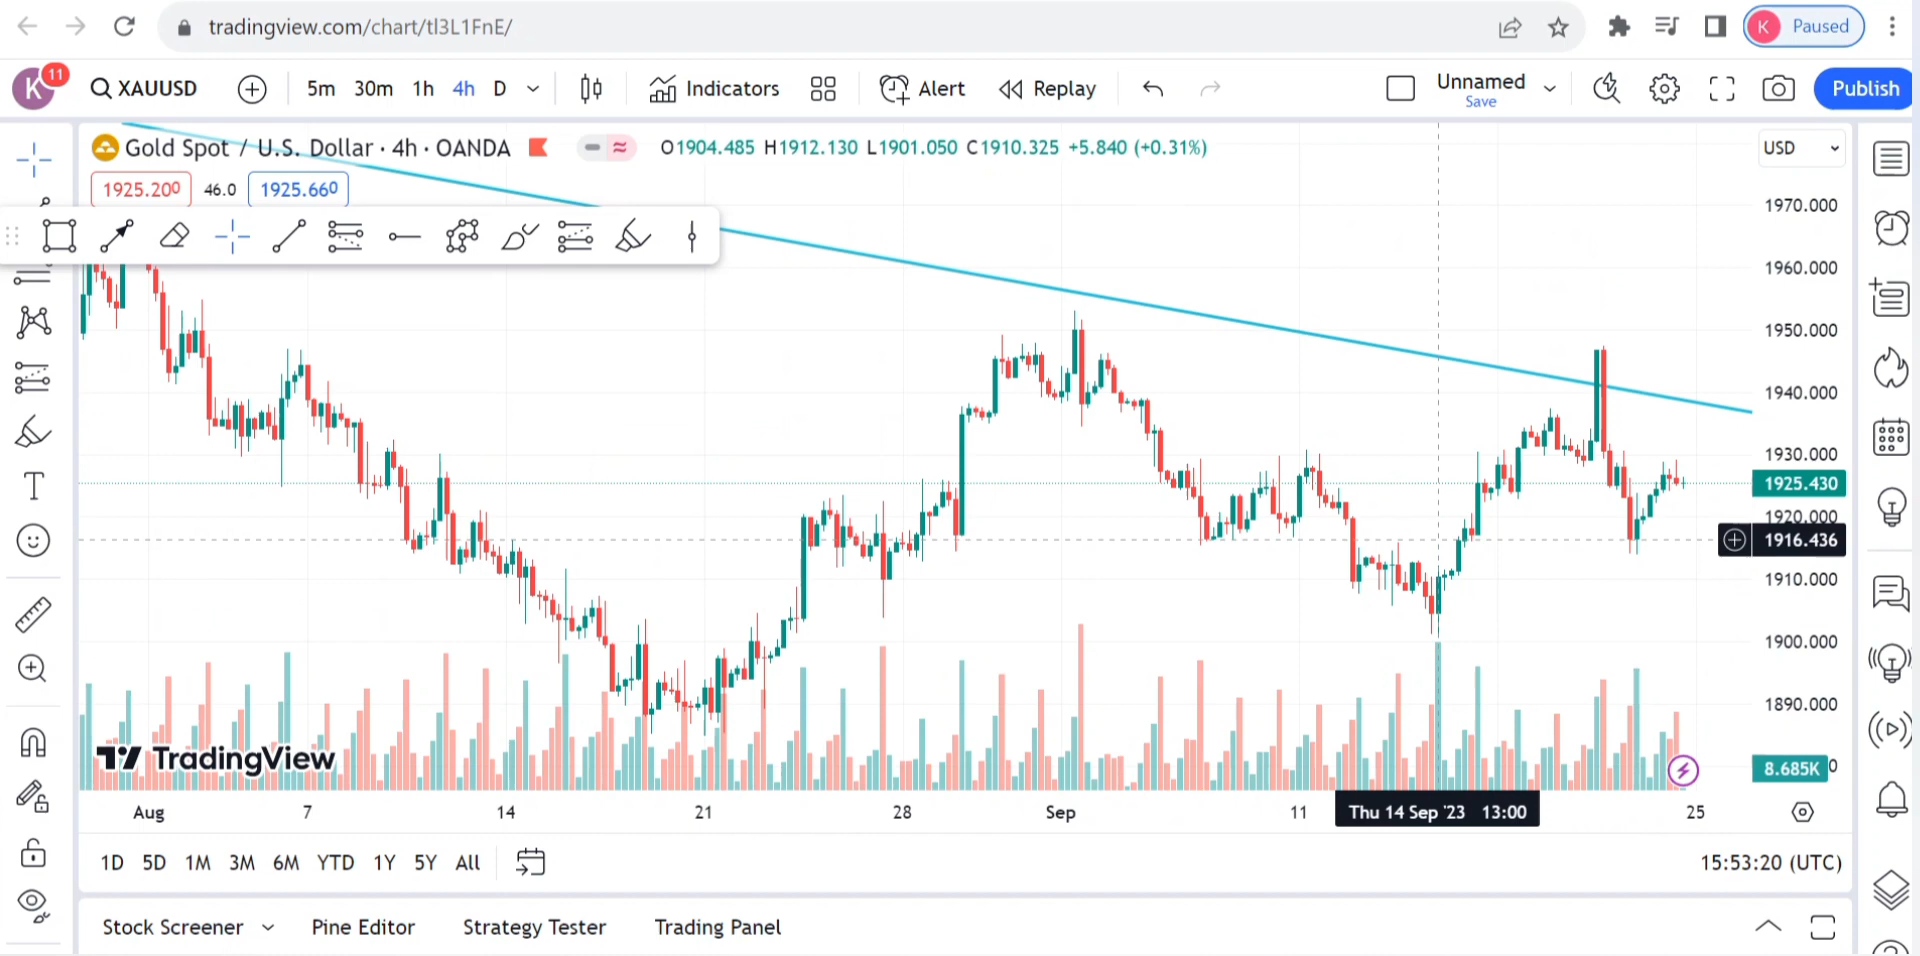 tradingview.com/chart/tl3L1FnE/
K Paused
K 11 XAUUSD 5m 30m 1h 4h D Indicators Alert Replay Unnamed Save Publish
Gold Spot / U.S. Dollar · 4h · OANDA O1904.485 H1912.130 L1901.050 C1910.325 +5.840 (+0.31%) USD
1925.200 46.0 1925.660
1970.000
1960.000
1950.000
1940.000
1930.000
1925.430
1920.000
1916.436
1910.000
1900.000
1890.000
TradingView
8.685K 0
Aug 7 14 21 28 Sep 11 Thu 14 Sep '23 13:00 25
1D 5D 1M 3M 6M YTD 1Y 5Y All 15:53:20 (UTC)
Stock Screener Pine Editor Strategy Tester Trading Panel